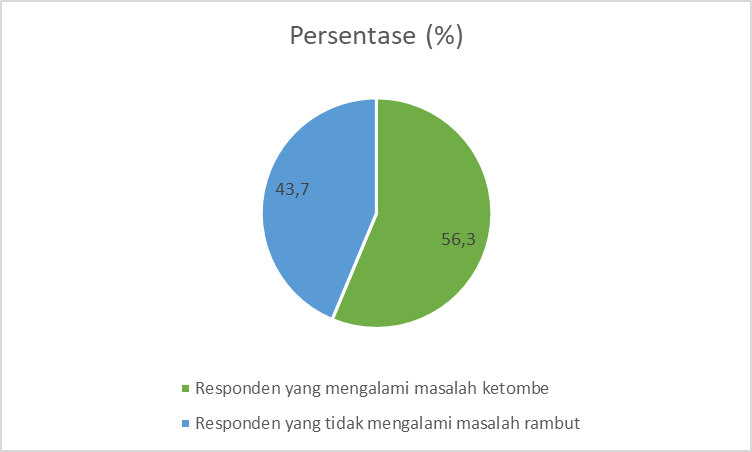 Persentase (%)
43,7
56,3
Responden yang mengalami masalah ketombe
Responden yang tidak mengalami masalah rambut